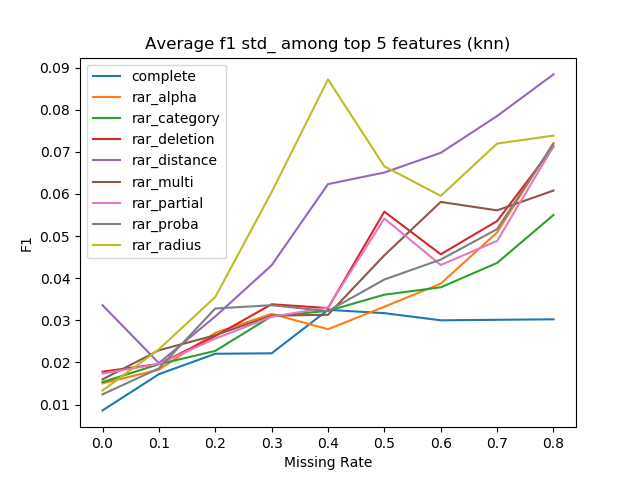 Average f1 std_ among top 5 features (knn)
0.09
0.08
0.07
0.06
0.05
0.04
0.03
0.02
0.01
F1
complete
rar_alpha
rar_category
rar_deletion
rar_distance
rar_multi
rar_partial
rar_proba
rar_radius
0.0 0.1 0.2 0.3 0.4 0.5 0.6 0.7 0.8
Missing Rate